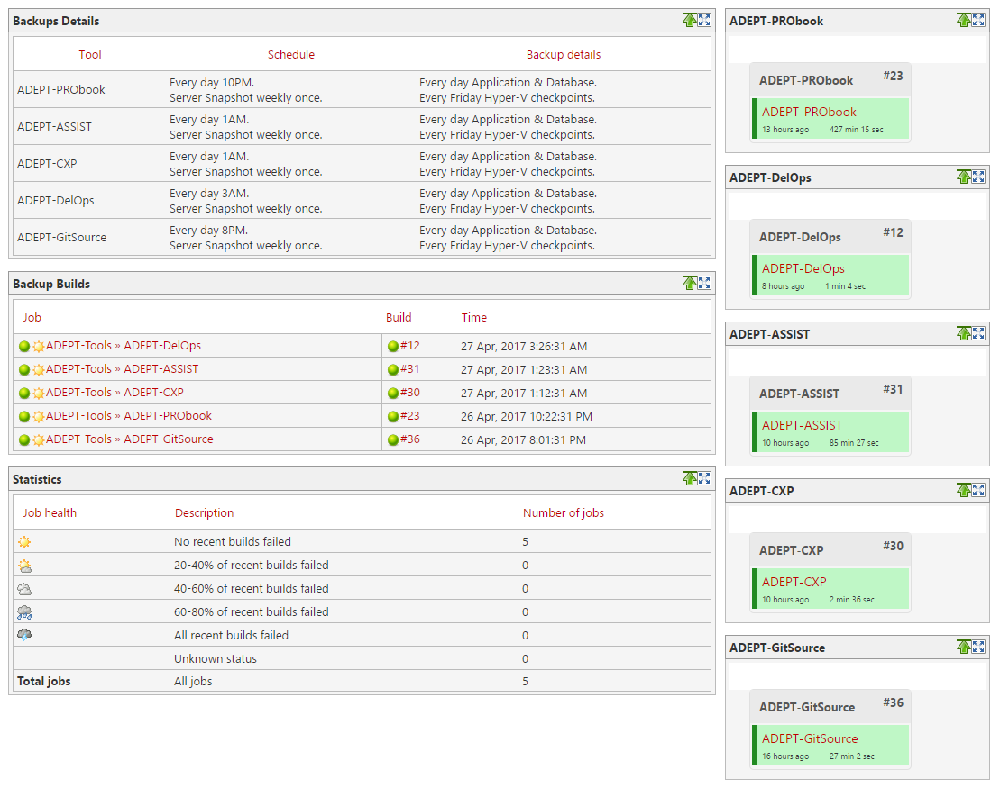 Backups Details
Tool Schedule Backup details
ADEPT-PRObook
Every day 10PM.
Server Snapshot weekly once.
Every day Application & Database.
Every Friday Hyper-V checkpoints.
ADEPT-ASSIST
Every day 1AM.
Server Snapshot weekly once.
Every day Application & Database.
Every Friday Hyper-V checkpoints.
ADEPT-CXP
Every day 1AM.
Server Snapshot weekly once.
Every day Application & Database.
Every Friday Hyper-V checkpoints.
ADEPT-DelOps
Every day 3AM.
Server Snapshot weekly once.
Every day Application & Database.
Every Friday Hyper-V checkpoints.
ADEPT-GitSource
Every day 8PM.
Server Snapshot weekly once.
Every day Application & Database.
Every Friday Hyper-V checkpoints.
Backup Builds
Job Build Time
ADEPT-Tools » ADEPT-DelOps #12 27 Apr, 2017 3:26:31 AM
ADEPT-Tools » ADEPT-ASSIST #31 27 Apr, 2017 1:23:31 AM
ADEPT-Tools » ADEPT-CXP #30 27 Apr, 2017 1:12:31 AM
ADEPT-Tools » ADEPT-PRObook #23 26 Apr, 2017 10:22:31 PM
ADEPT-Tools » ADEPT-GitSource #36 26 Apr, 2017 8:01:31 PM
Statistics
Job health Description Number of jobs
No recent builds failed 5
20-40% of recent builds failed 0
40-60% of recent builds failed 0
60-80% of recent builds failed 0
All recent builds failed 0
Unknown status 0
Total jobs All jobs 5
ADEPT-PRObook
ADEPT-PRObook #23
ADEPT-PRObook
13 hours ago 427 min 15 sec
ADEPT-DelOps
ADEPT-DelOps #12
ADEPT-DelOps
8 hours ago 1 min 4 sec
ADEPT-ASSIST
ADEPT-ASSIST #31
ADEPT-ASSIST
10 hours ago 85 min 27 sec
ADEPT-CXP
ADEPT-CXP #30
ADEPT-CXP
10 hours ago 2 min 36 sec
ADEPT-GitSource
ADEPT-GitSource #36
ADEPT-GitSource
16 hours ago 27 min 2 sec